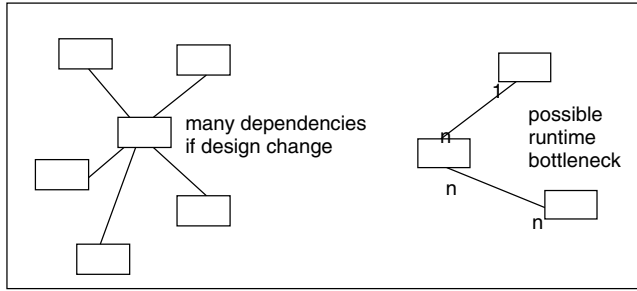 many dependencies
if design change
1
n
n
n
possible
runtime
bottleneck